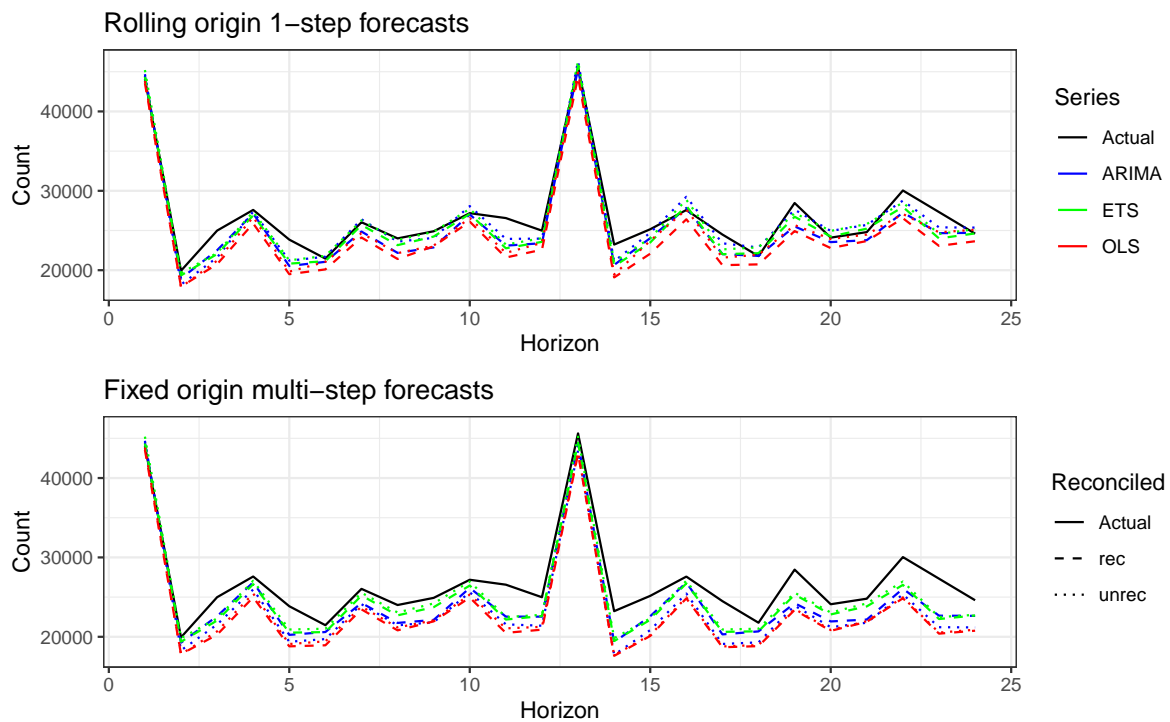 Rolling origin 1−step forecasts
Count
40000
30000
20000
0 5 10 15 20 25
Horizon
Series
Actual
ARIMA
ETS
OLS
Fixed origin multi−step forecasts
Count
40000
30000
20000
0 5 10 15 20 25
Horizon
Reconciled
Actual
rec
unrec